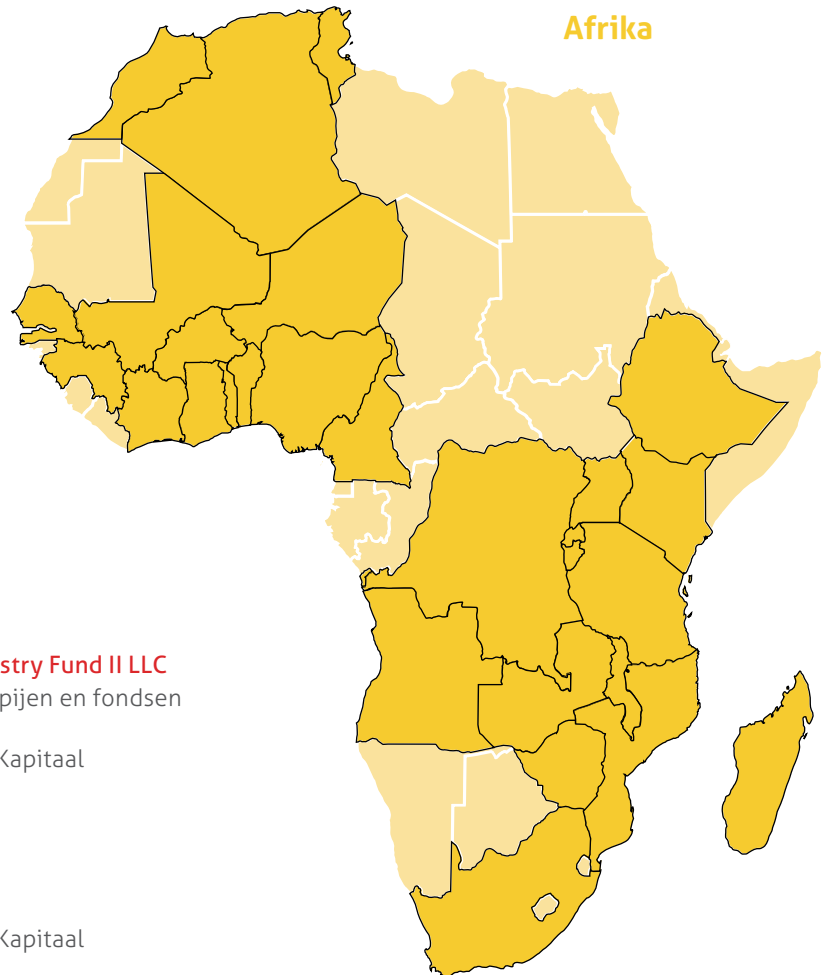 Afrika
stry Fund II LLC
pijen en fondsen
Kapitaal
Kapitaal